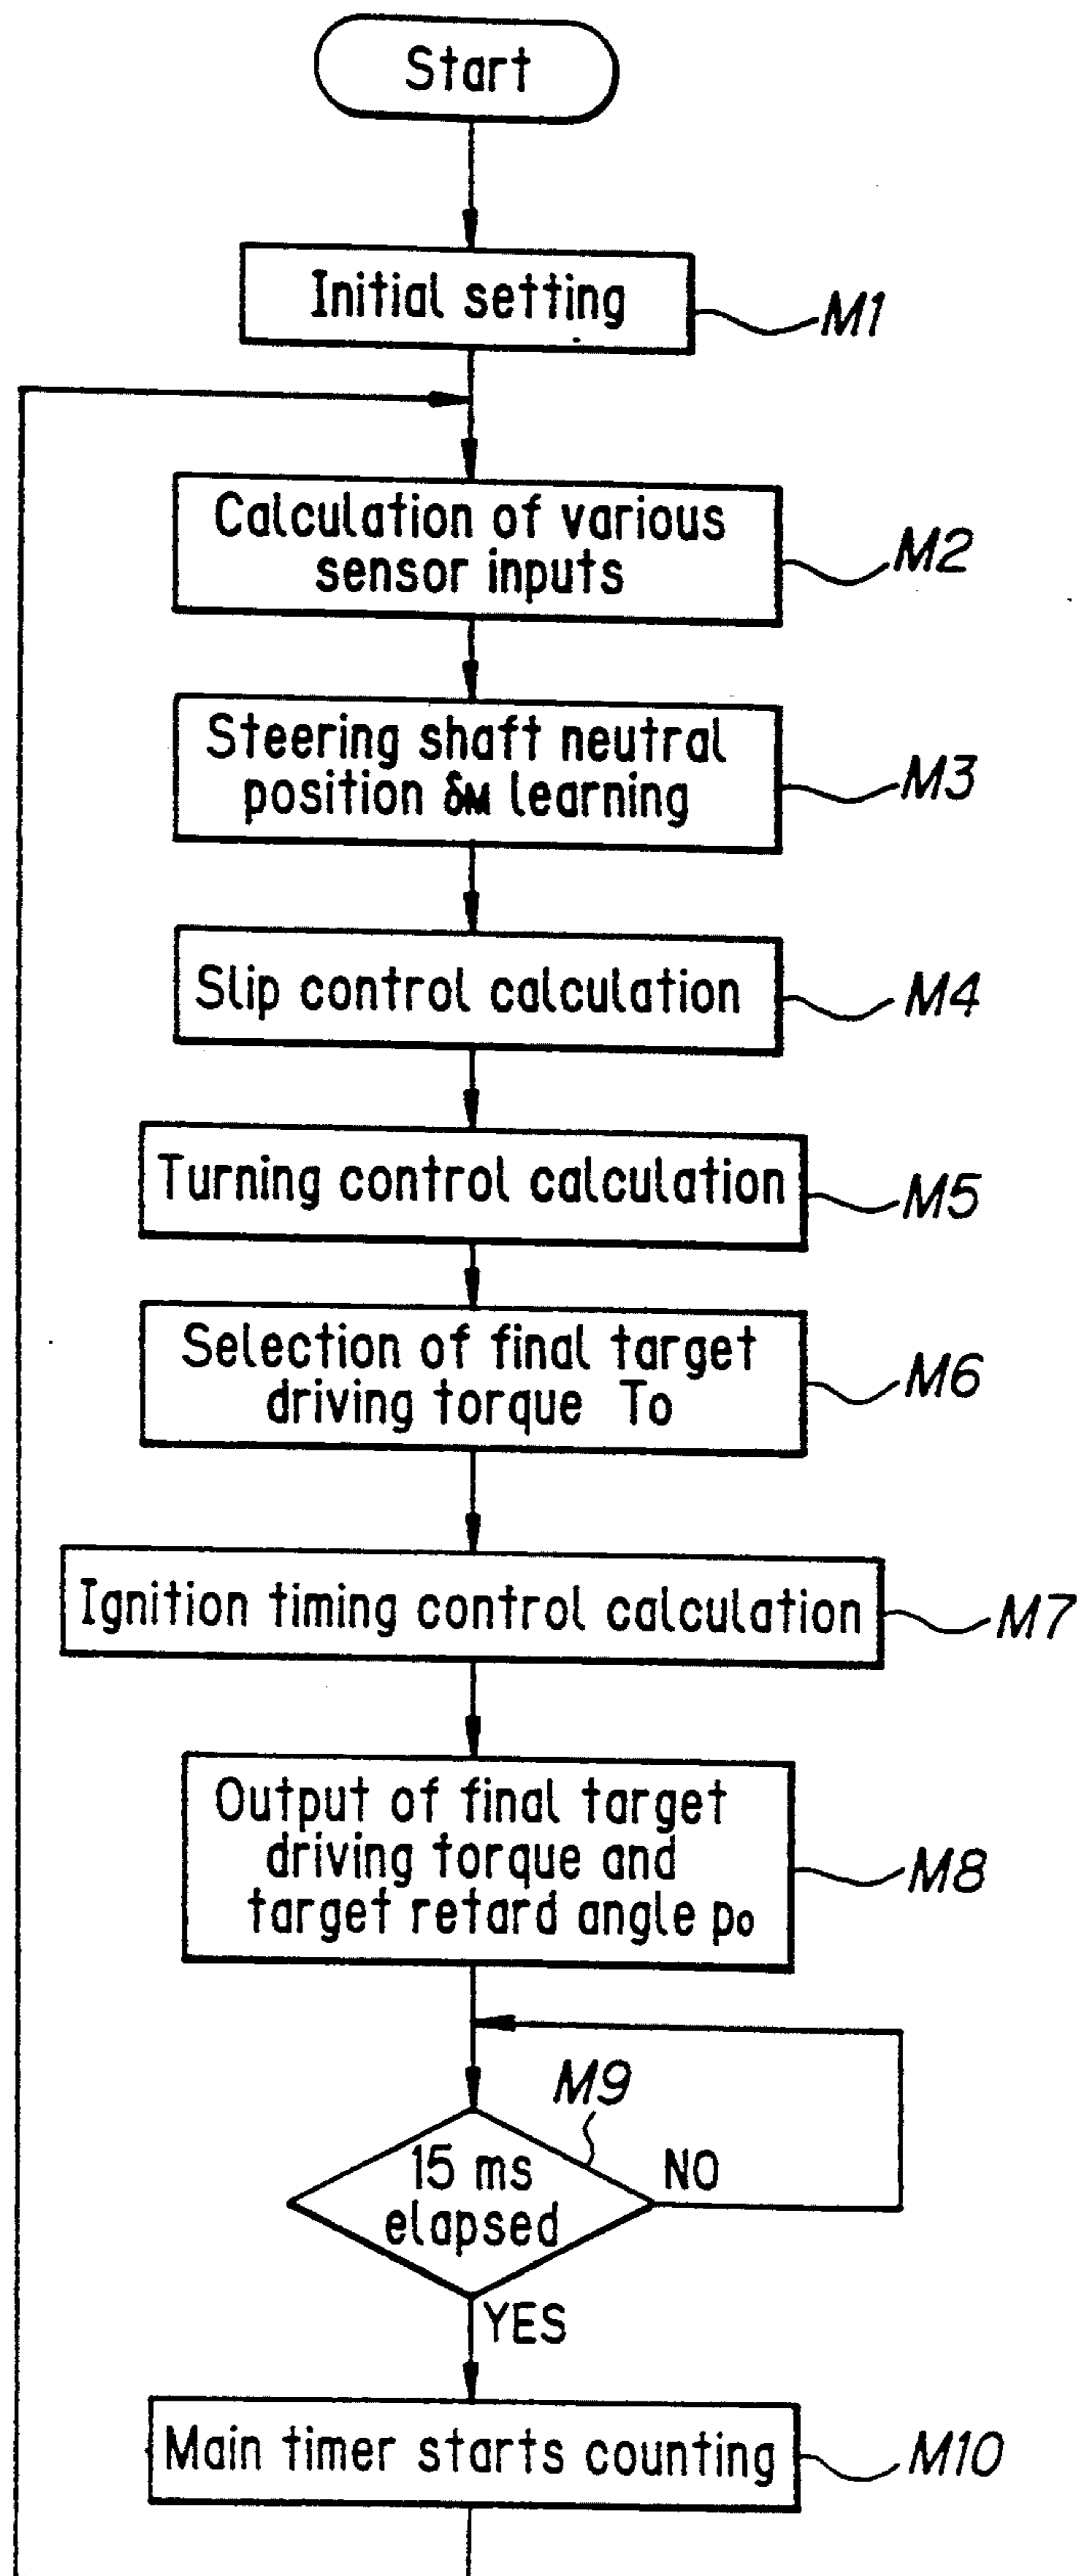 Start
Initial setting
M1
Calculation of various
sensor inputs
M2
Steering shaft neutral
position δM learning
M3
Slip control calculation
M4
Turning control calculation
M5
Selection of final target
driving torque To
M6
Ignition timing control calculation
M7
Output of final target
driving torque and
target retard angle po
M8
M9
15 ms
elapsed
NO
YES
Main timer starts counting
M10